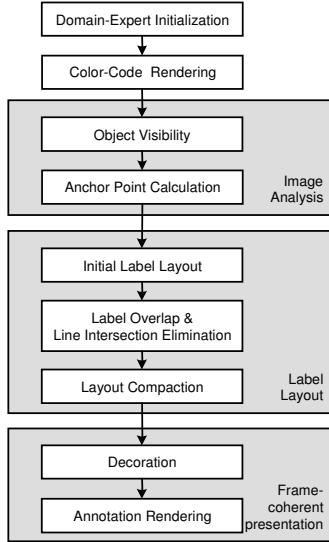 Domain-Expert Initialization
Color-Code Rendering
Object Visibility
Anchor Point Calculation
Image
Analysis
Initial Label Layout
Label Overlap &
Line Intersection Elimination
Layout Compaction
Label
Layout
Decoration
Annotation Rendering
Frame-
coherent
presentation